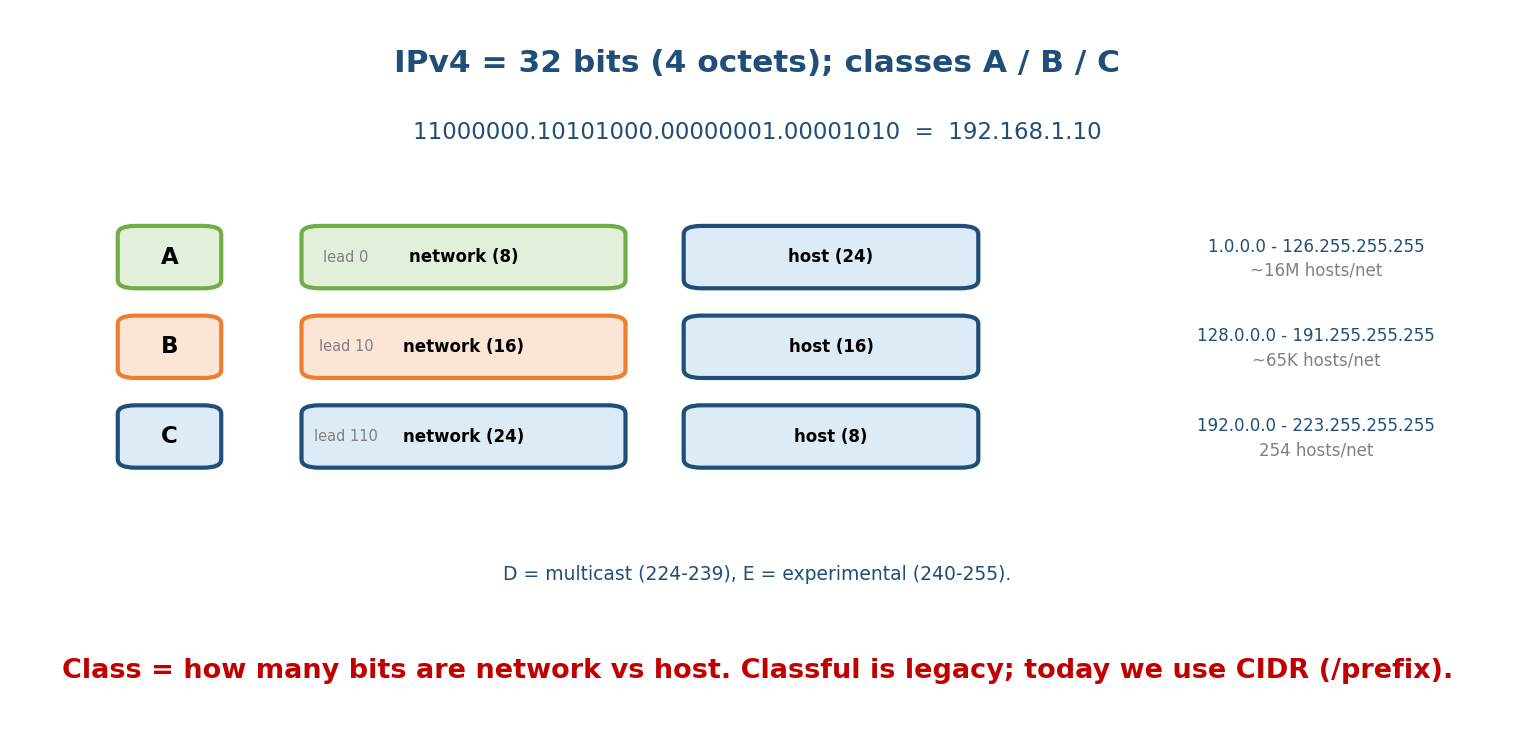 IPv4 = 32 bits (4 octets); classes A / B / C
11000000.10101000.00000001.00001010 = 192.168.1.10
A
lead 0 network (8)
host (24)
1.0.0.0 - 126.255.255.255
~16M hosts/net
B
lead 10 network (16)
host (16)
128.0.0.0 - 191.255.255.255
~65K hosts/net
C
lead 110 network (24)
host (8)
192.0.0.0 - 223.255.255.255
254 hosts/net
D = multicast (224-239), E = experimental (240-255).
Class = how many bits are network vs host. Classful is legacy; today we use CIDR (/prefix).